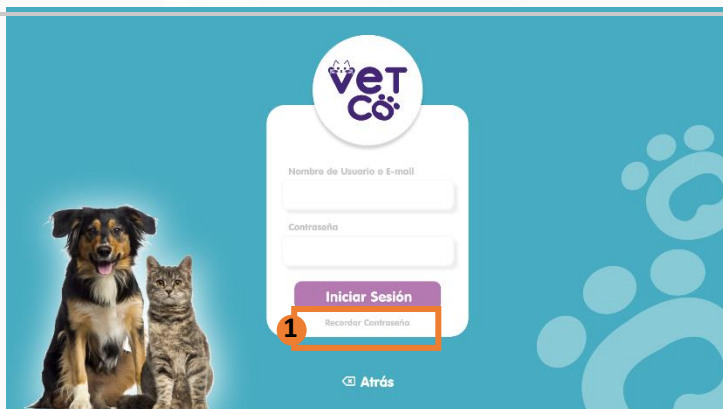 VeT
Cö
Nombre de Usuario o E-mail
Contraseña
Iniciar Sesión
1
Recordar Contraseña
Atrás